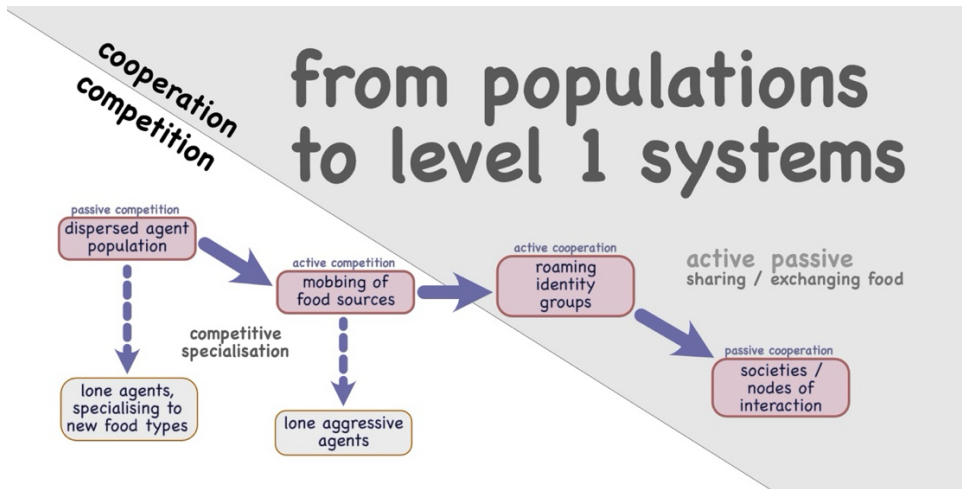 cooperation
competition
from populations
to level 1 systems
passive competition
dispersed agent
population
active competition
mobbing of
food sources
active cooperation
roaming
identity
groups
active passive
sharing / exchanging food
competitive
specialisation
passive cooperation
societies /
nodes of
interaction
lone agents,
specialising to
new food types
lone aggressive
agents